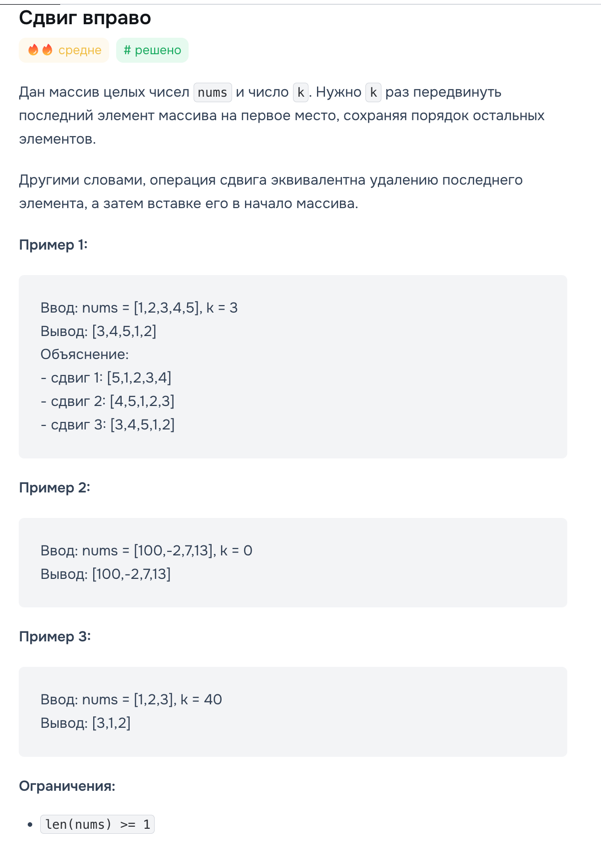 Сдвиг вправо
🔥🔥 средне # решено
Дан массив целых чисел nums и число k. Нужно k раз передвинуть
последний элемент массива на первое место, сохраняя порядок остальных
элементов.
Другими словами, операция сдвига эквивалентна удалению последнего
элемента, а затем вставке его в начало массива.
Пример 1:
Ввод: nums = [1,2,3,4,5], k = 3
Вывод: [3,4,5,1,2]
Объяснение:
- сдвиг 1: [5,1,2,3,4]
- сдвиг 2: [4,5,1,2,3]
- сдвиг 3: [3,4,5,1,2]
Пример 2:
Ввод: nums = [100,-2,7,13], k = 0
Вывод: [100,-2,7,13]
Пример 3:
Ввод: nums = [1,2,3], k = 40
Вывод: [3,1,2]
Ограничения:
• len(nums) >= 1